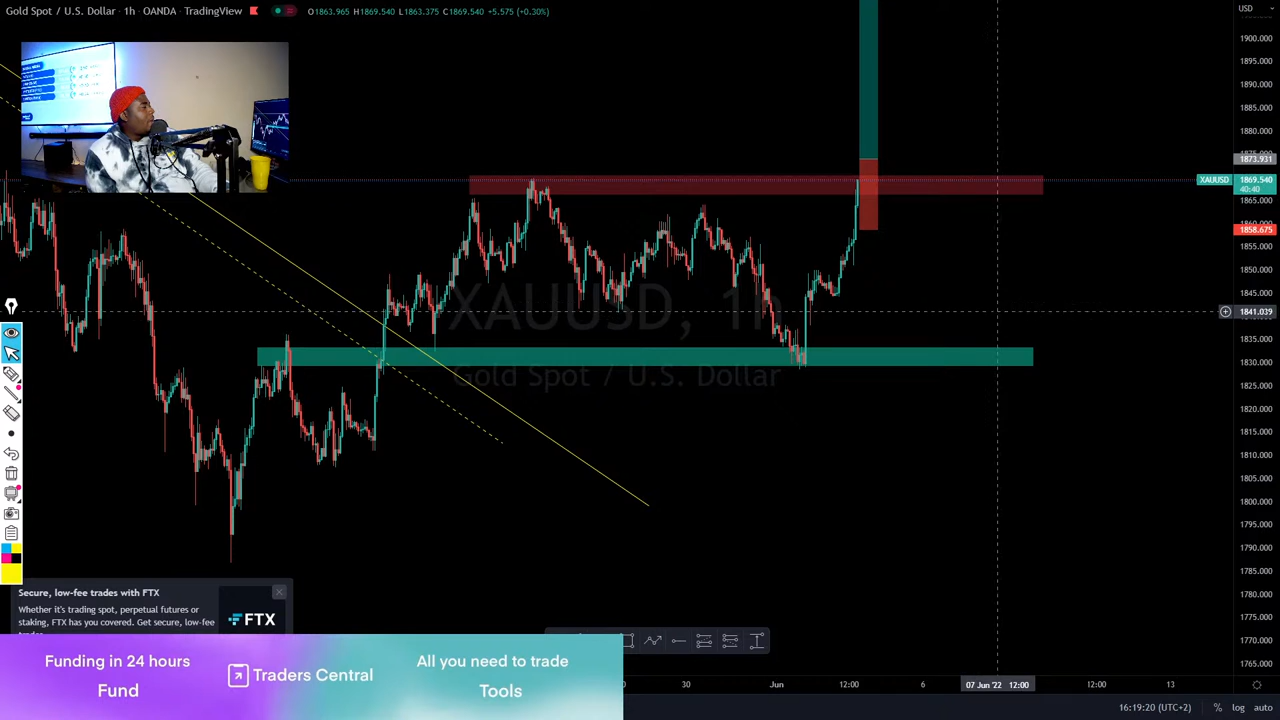 Gold Spot / U.S. Dollar · 1h · OANDA · TradingView
O1863.965 H1869.540 L1863.375 C1869.540 +5.575 (+0.30%)
USD
1900.000
1895.000
1890.000
1885.000
1880.000
1873.931
XAUUSD 1869.540
40:40
1865.000
1860.000
1858.675
1855.000
1850.000
1845.000
1841.039
1835.000
1830.000
1825.000
1820.000
1815.000
1810.000
1805.000
1800.000
1795.000
1790.000
1785.000
1780.000
1775.000
1770.000
1765.000
XAUUSD, 1h
Gold Spot / U.S. Dollar
Secure, low-fee trades with FTX
Whether it's trading spot, perpetual futures or
staking, FTX has you covered. Get secure, low-fee
FTX
Funding in 24 hours
Fund
Traders Central
All you need to trade
Tools
30 Jun 12:00 6 07 Jun '22 12:00 12:00 13
16:19:20 (UTC+2) % log auto